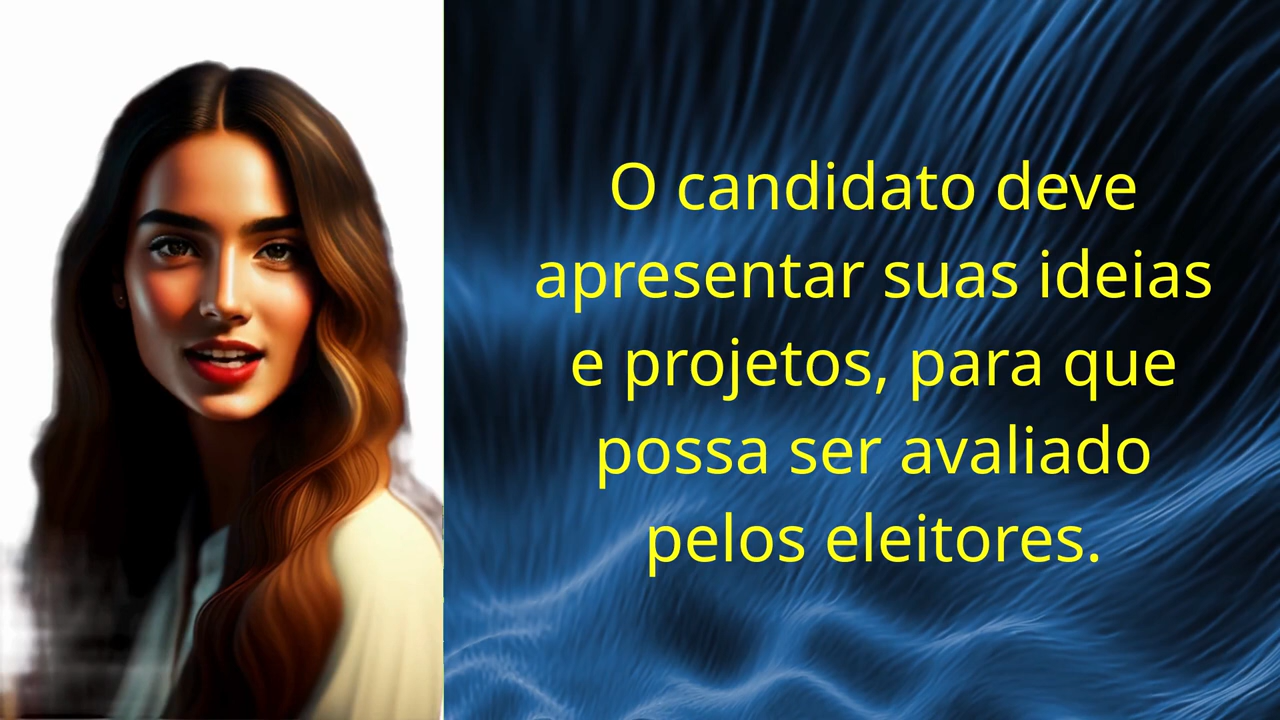 O candidato deve
apresentar suas ideias
e projetos, para que
possa ser avaliado
pelos eleitores.